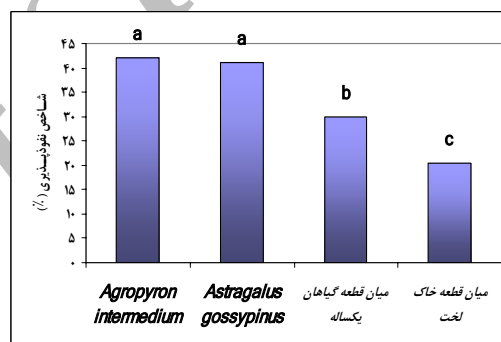 ۴۵
۴۰
۳۵
۳۰
۲۵
۲۰
۱۵
۱۰
۵
۰
شاخص نفوذپذیری (٪)
a
a
b
c
Agropyron
intermedium
Astragalus
gossypinus
میان قطعه گیاهان
یکساله
میان قطعه خاک
لخت